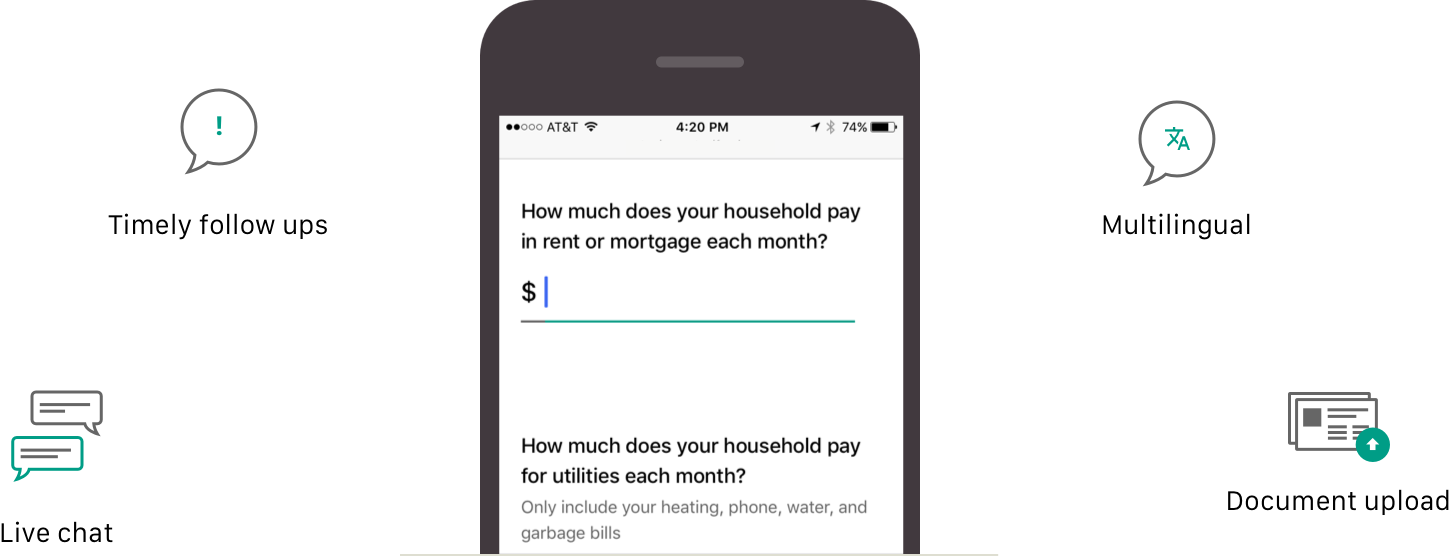 AT&T 4:20 PM 74%
!
Timely follow ups
文A
Multilingual
How much does your household pay
in rent or mortgage each month?
$
How much does your household pay
for utilities each month?
Only include your heating, phone, water, and
garbage bills
Live chat
Document upload